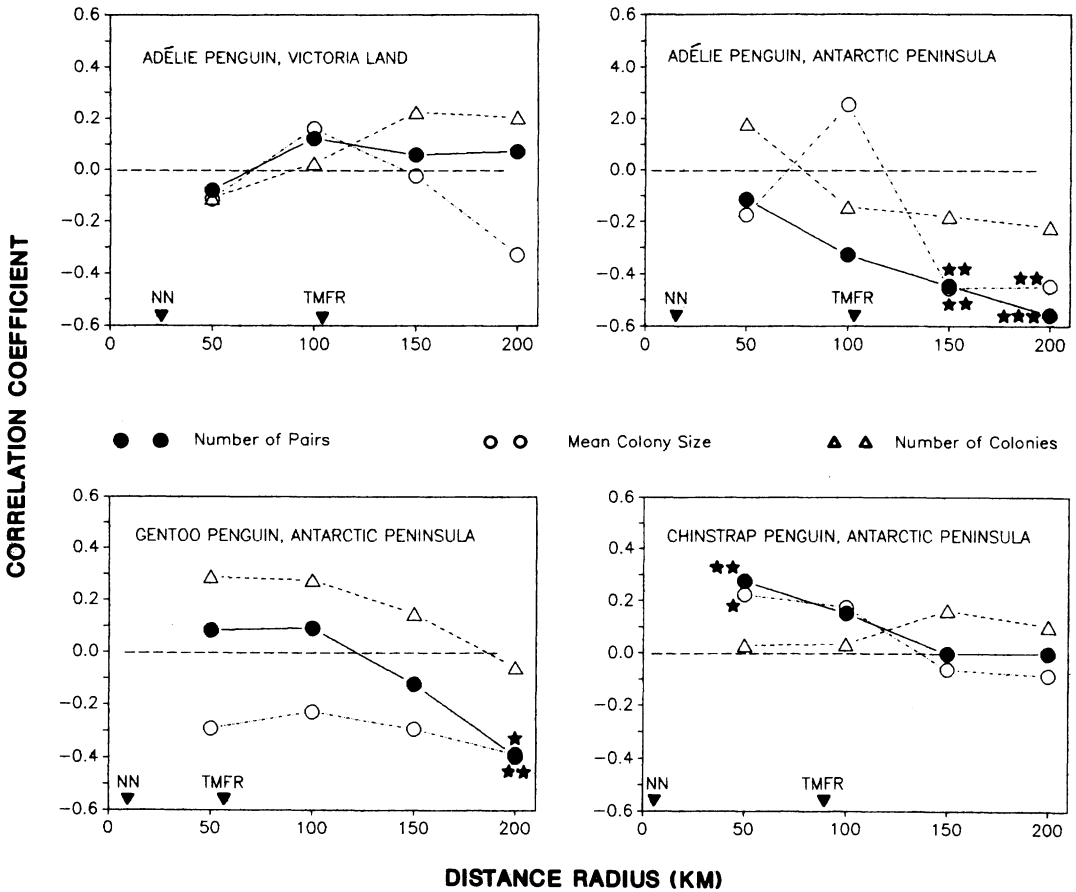 CORRELATION COEFFICIENT
0.6
0.4
0.2
0.0
−0.2
−0.4
−0.6
ADÉLIE PENGUIN, VICTORIA LAND
NN
TMFR
0 50 100 150 200
0.6
4.0
2.0
0.0
−0.2
−0.4
−0.6
ADÉLIE PENGUIN, ANTARCTIC PENINSULA
★★
★★
★★
★★★
NN
TMFR
0 50 100 150 200
● ● Number of Pairs
○ ○ Mean Colony Size
△ △ Number of Colonies
0.6
0.4
0.2
0.0
−0.2
−0.4
−0.6
GENTOO PENGUIN, ANTARCTIC PENINSULA
★
★★
NN
TMFR
0 50 100 150 200
0.6
0.4
0.2
0.0
−0.2
−0.4
−0.6
CHINSTRAP PENGUIN, ANTARCTIC PENINSULA
★★
★
NN
TMFR
0 50 100 150 200
DISTANCE RADIUS (KM)